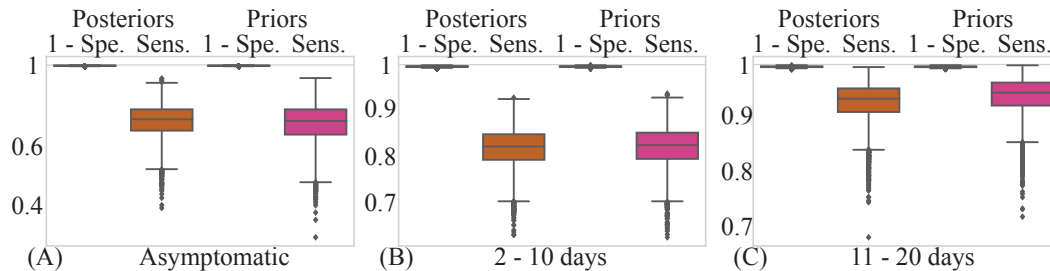 Posteriors Priors
1 - Spe. Sens. 1 - Spe. Sens.
1
0.6
0.4
(A) Asymptomatic
Posteriors Priors
1 - Spe. Sens. 1 - Spe. Sens.
1
0.9
0.8
0.7
(B) 2 - 10 days
Posteriors Priors
1 - Spe. Sens. 1 - Spe. Sens.
1
0.9
0.8
0.7
(C) 11 - 20 days